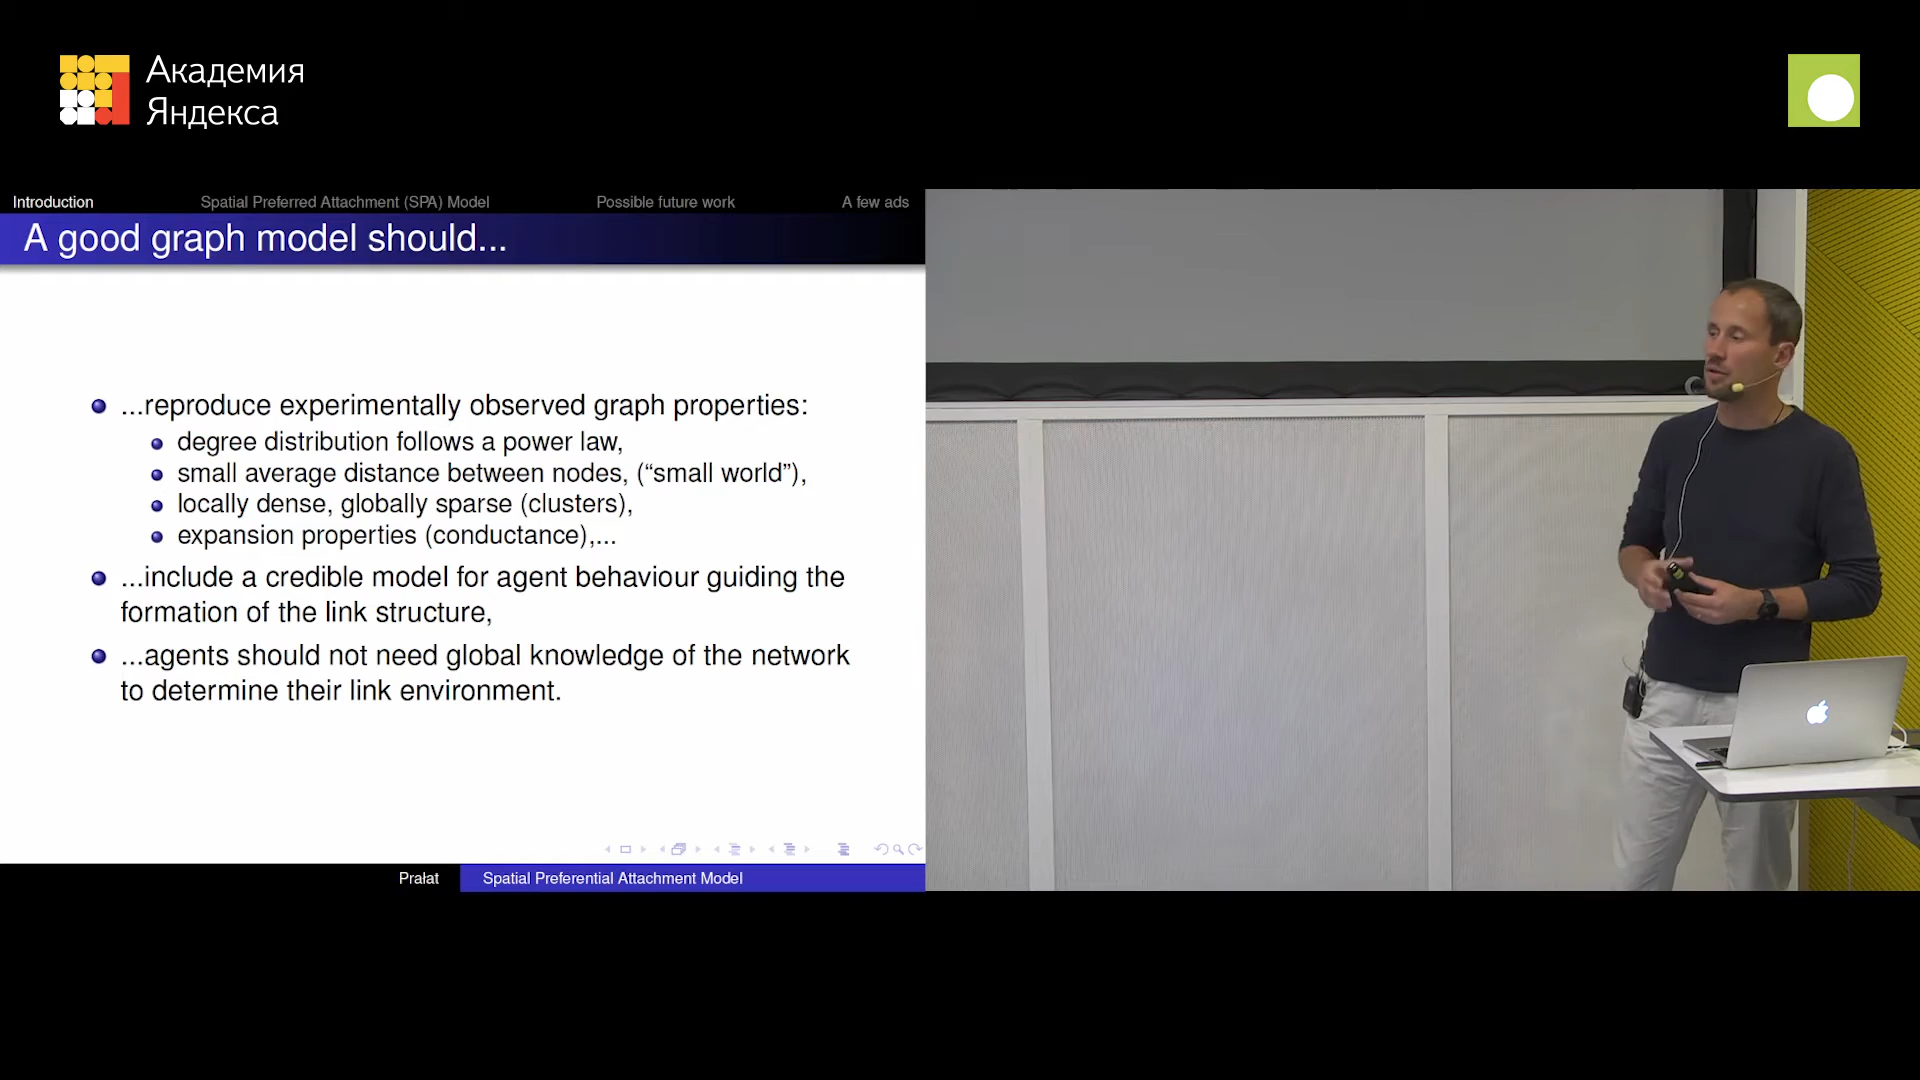 Академия
Яндекса
Introduction
Spatial Preferred Attachment (SPA) Model
Possible future work
A few ads
A good graph model should...
...reproduce experimentally observed graph properties:
degree distribution follows a power law,
small average distance between nodes, (“small world”),
locally dense, globally sparse (clusters),
expansion properties (conductance),...
...include a credible model for agent behaviour guiding the
formation of the link structure,
...agents should not need global knowledge of the network
to determine their link environment.
Prałat
Spatial Preferential Attachment Model